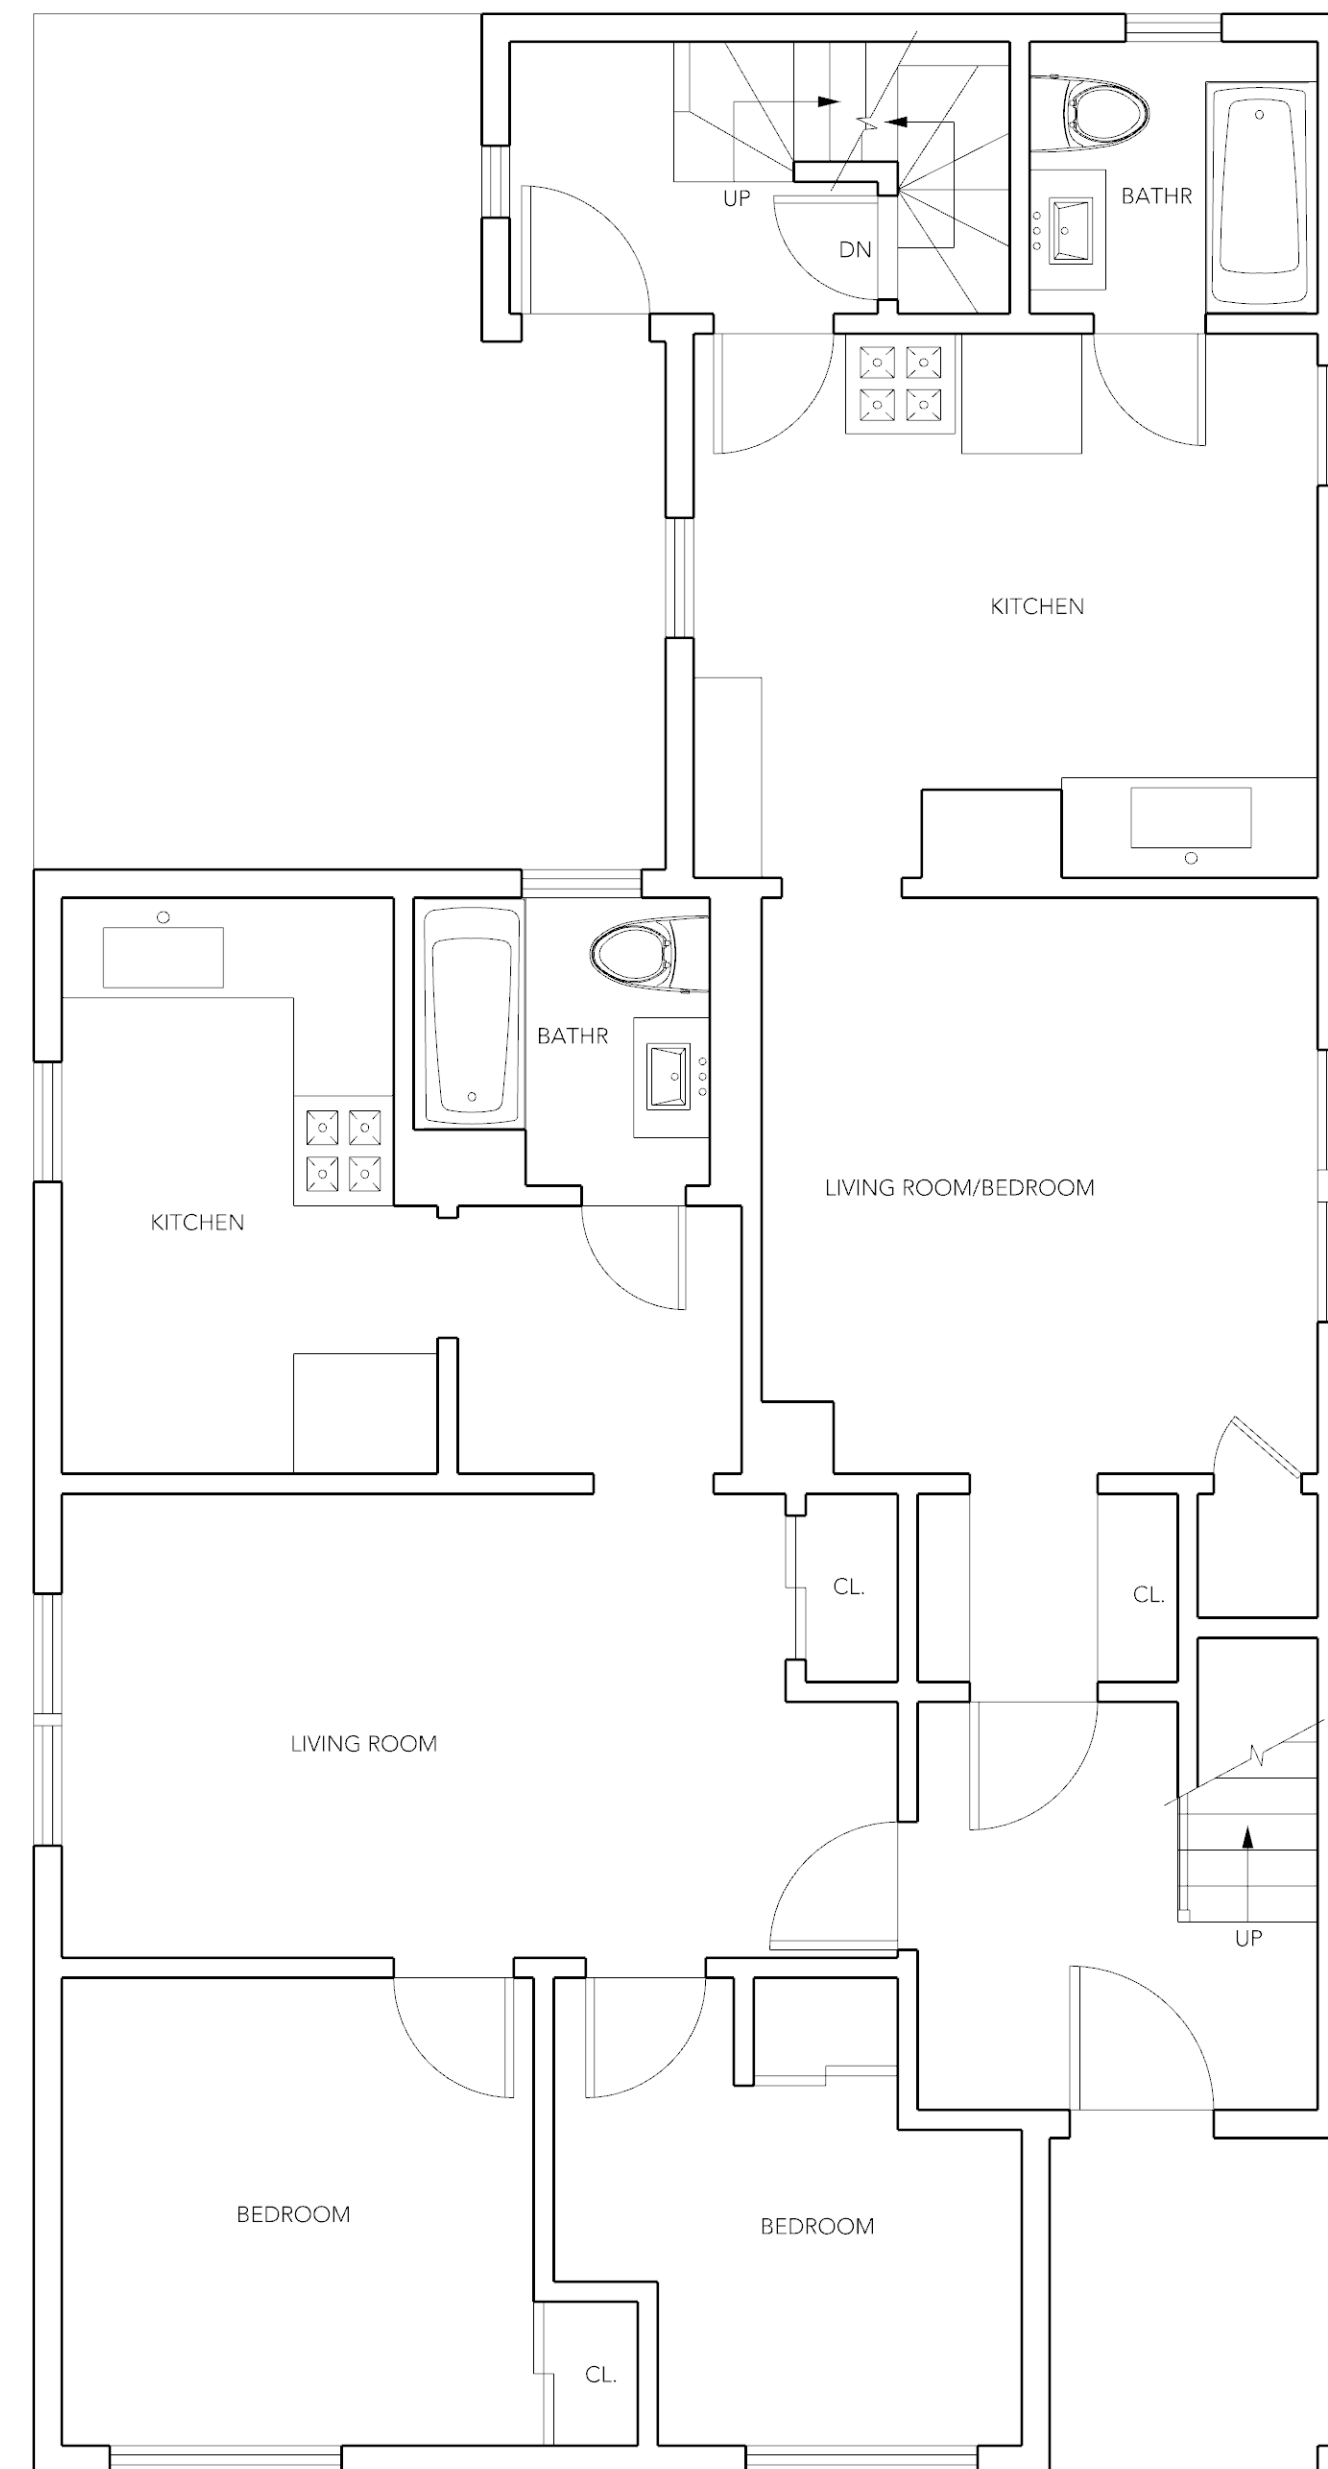 UP
BATHR
DN
KITCHEN
BATHR
LIVING ROOM/BEDROOM
KITCHEN
CL.
CL.
LIVING ROOM
UP
BEDROOM
BEDROOM
CL.